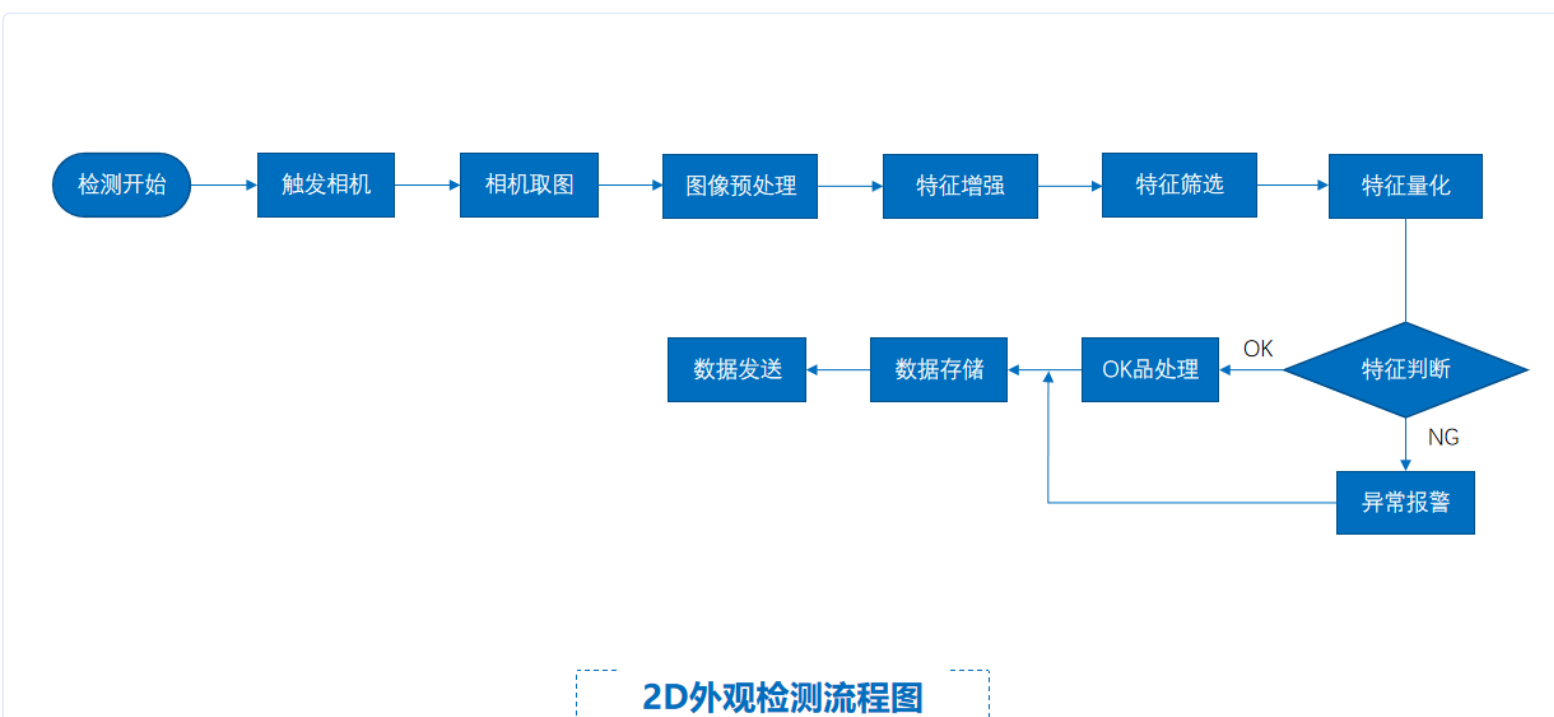 检测开始
触发相机
相机取图
图像预处理
特征增强
特征筛选
特征量化
特征判断
OK
OK品处理
数据存储
数据发送
NG
异常报警
2D外观检测流程图